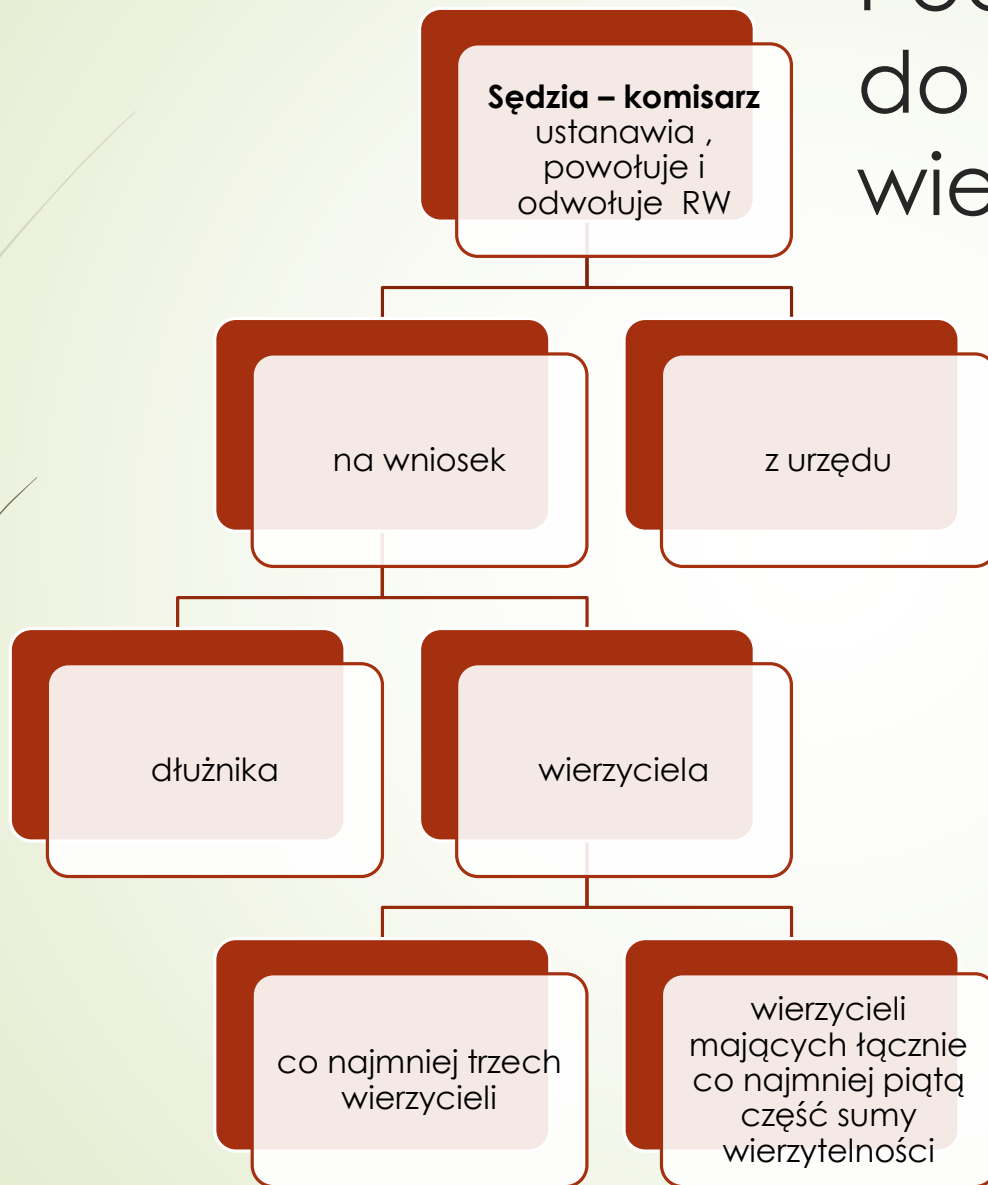 do
Sędzia – komisarz
ustanawia ,
powołuje i
odwołuje RW
na wniosek
z urzędu
dłużnika
wierzyciela
co najmniej trzech
wierzycieli
wierzycieli
mających łącznie
co najmniej piątą
część sumy
wierzytelności